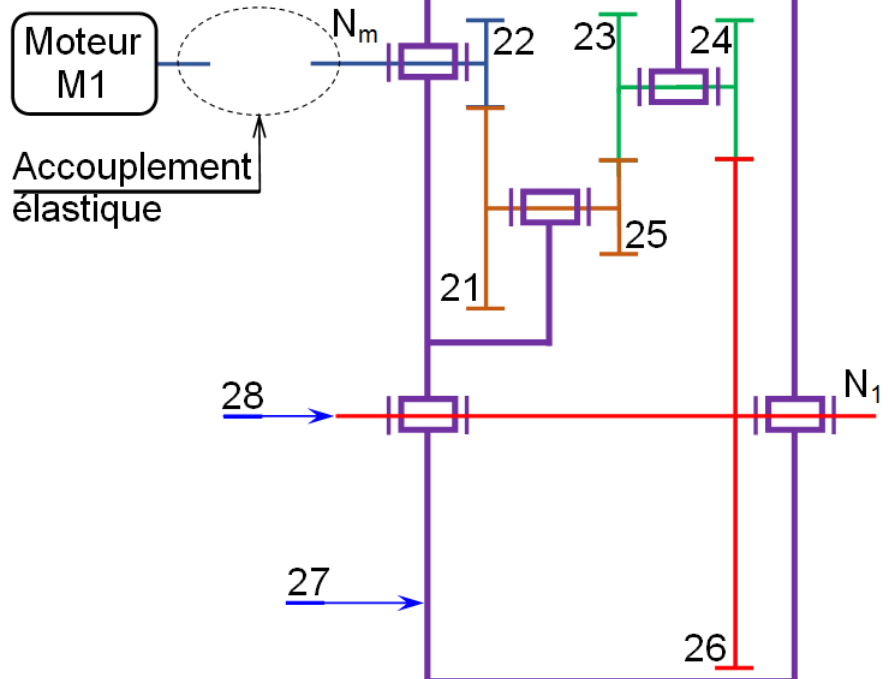 Moteur
M1
Nm
22
23
24
Accouplement
élastique
25
21
28
N1
27
26